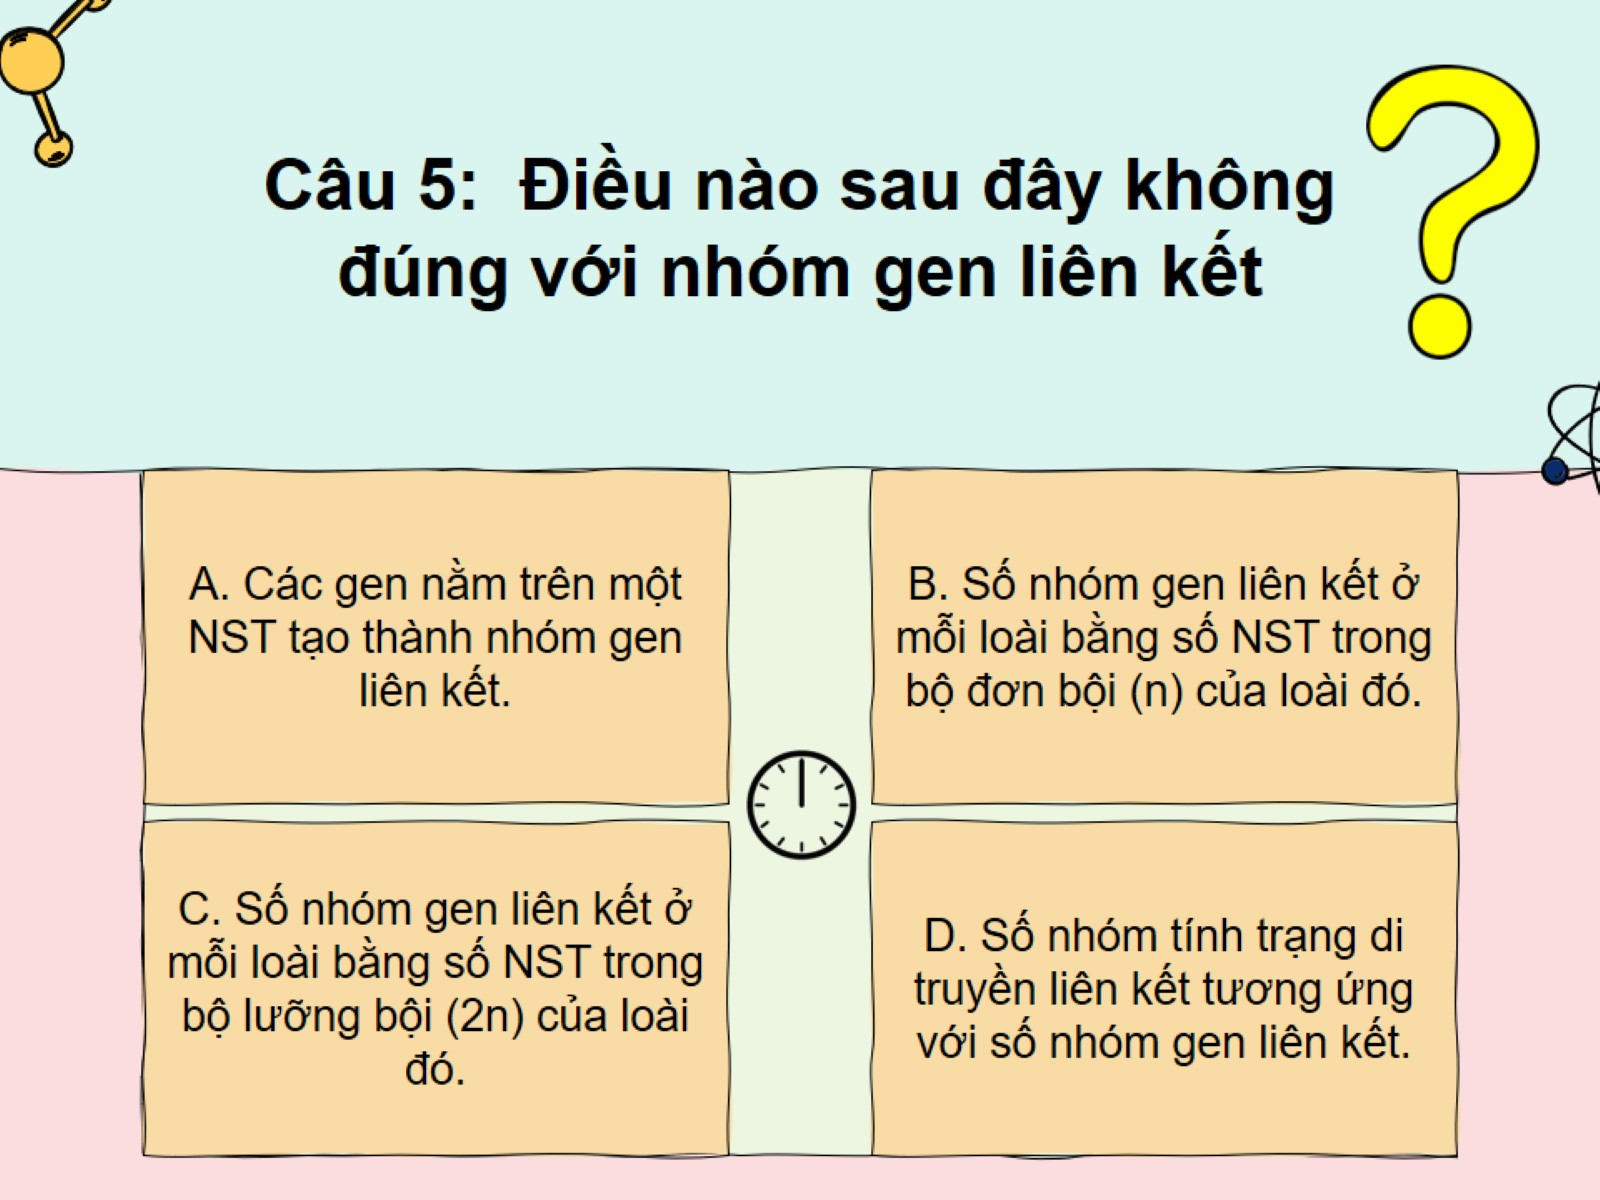 Câu 5:  Điều nào sau đây không
đúng với nhóm gen liên kết
A. Các gen nằm trên một
NST tạo thành nhóm gen
liên kết.
B. Số nhóm gen liên kết ở
mỗi loài bằng số NST trong
bộ đơn bội (n) của loài đó.
C. Số nhóm gen liên kết ở
mỗi loài bằng số NST trong
bộ lưỡng bội (2n) của loài
đó.
D. Số nhóm tính trạng di
truyền liên kết tương ứng
với số nhóm gen liên kết.